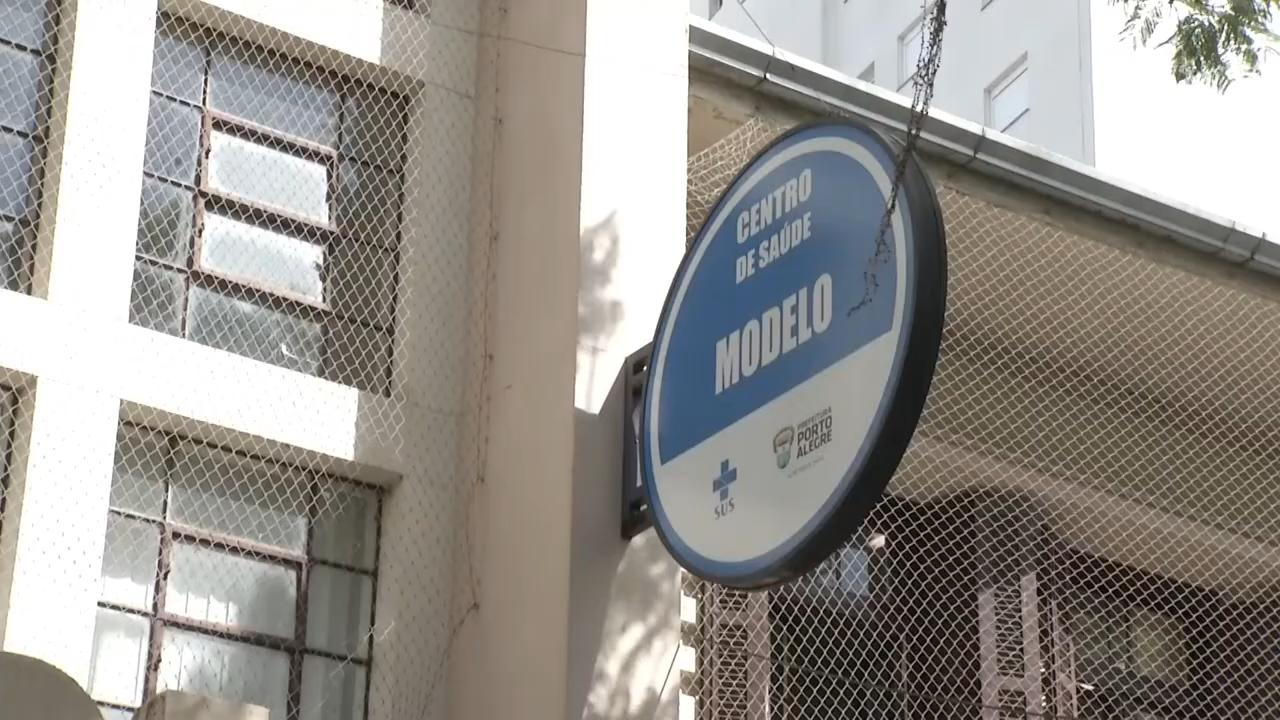 CENTRO
DE SAÚDE
MODELO
PREFEITURA
PORTO
ALEGRE
SUS